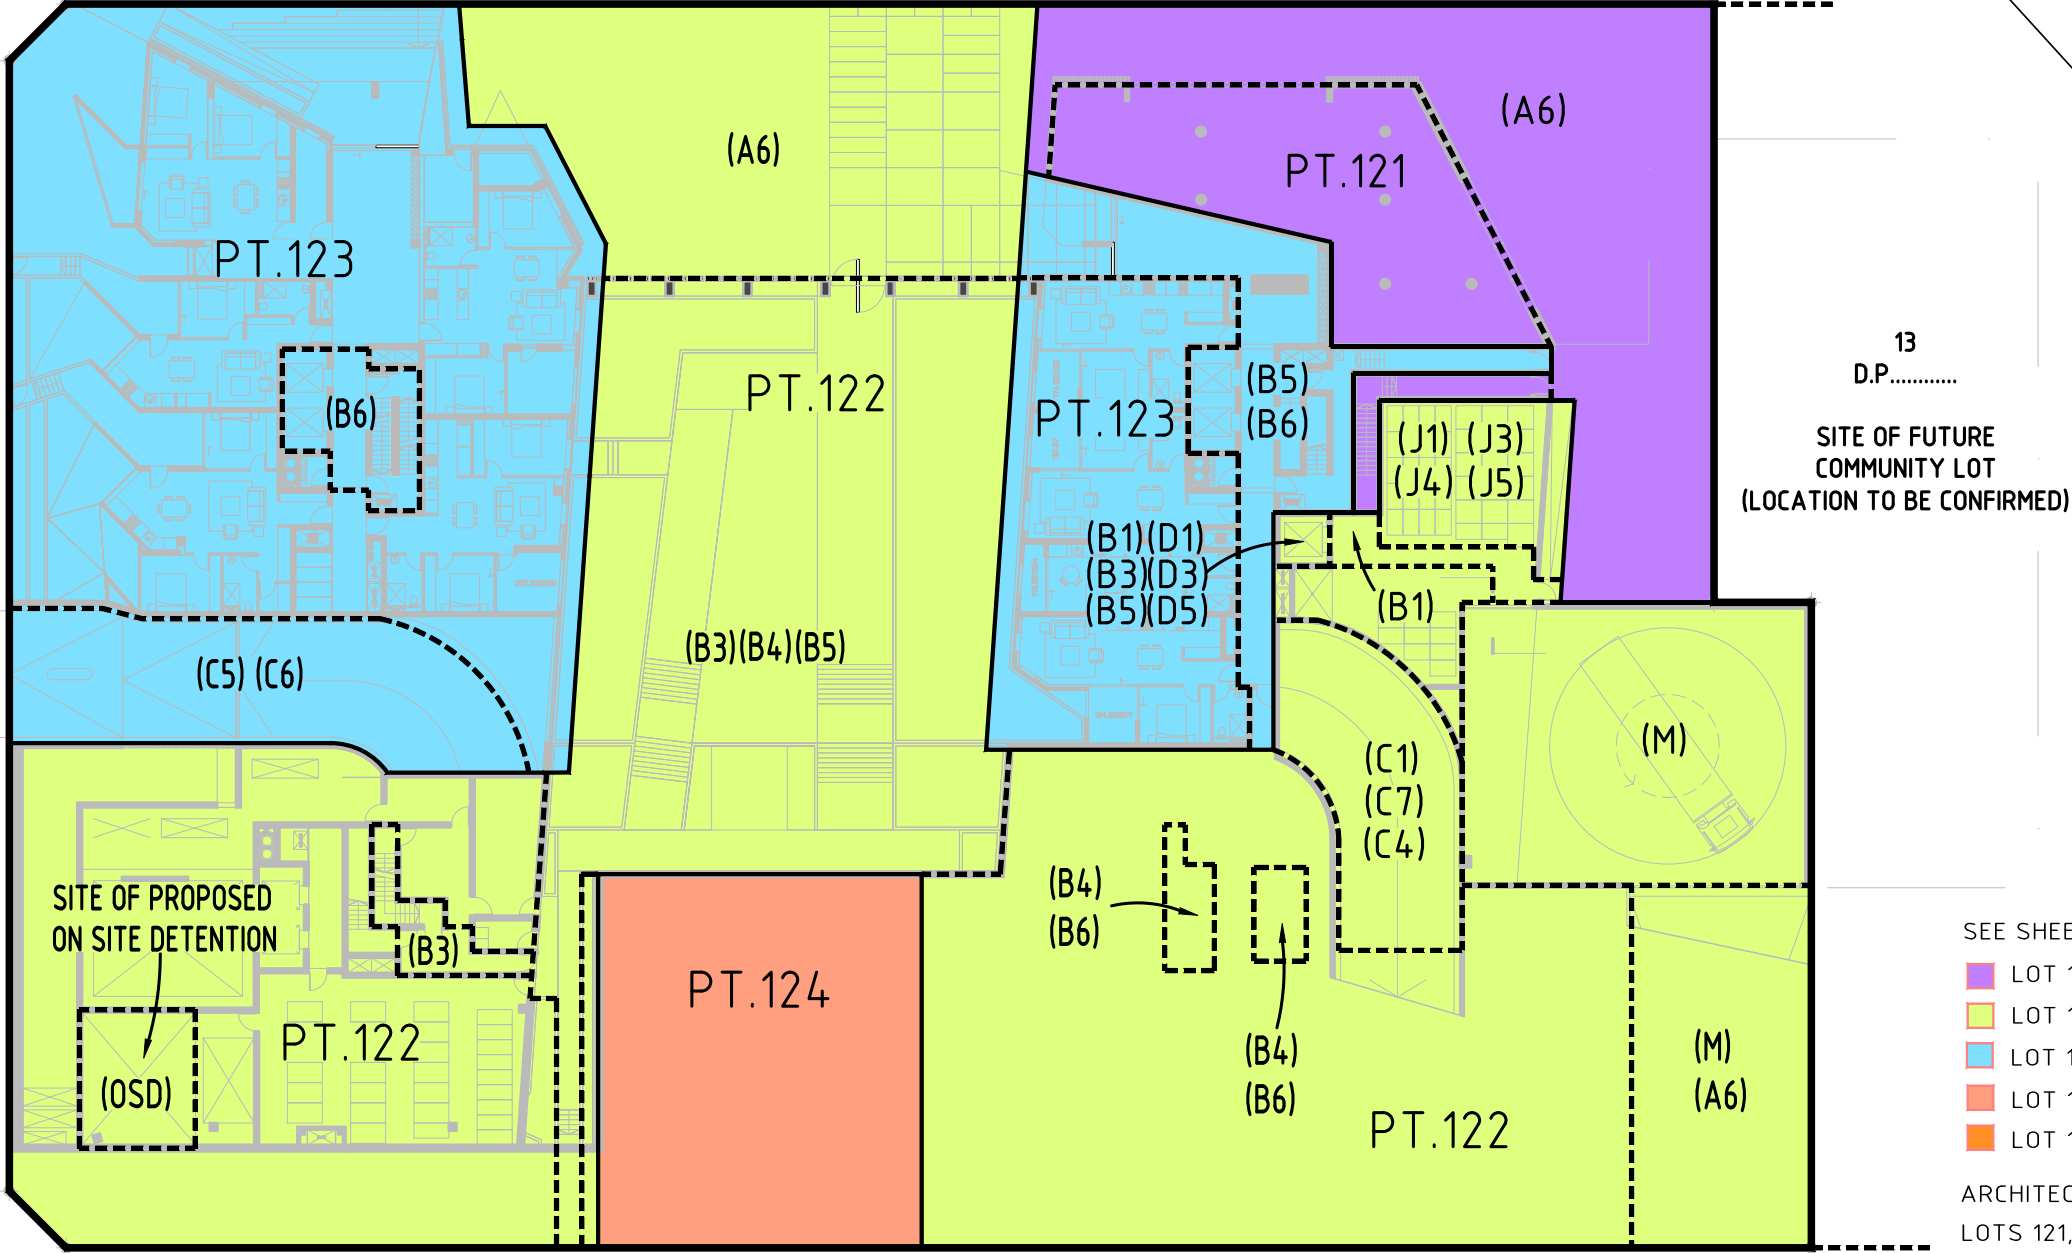 (A6)
(A6)
PT.121
PT.123
13
D.P............
PT.122
(B5)
(B6)
PT.123
(B6)
(J1) (J3)
(J4) (J5)
SITE OF FUTURE
COMMUNITY LOT
(LOCATION TO BE CONFIRMED)
(B1)(D1)
(B3)(D3)
(B5)(D5)
(B1)
(B3)(B4)(B5)
(C5) (C6)
(M)
(C1)
(C7)
(C4)
SITE OF PROPOSED
ON SITE DETENTION
(B3)
(B4)
(B6)
PT.124
PT.122
(OSD)
(B4)
(B6)
PT.122
(M)
(A6)
SEE
LOT
LOT
LOT
LOT
LOT
LOTS 121,